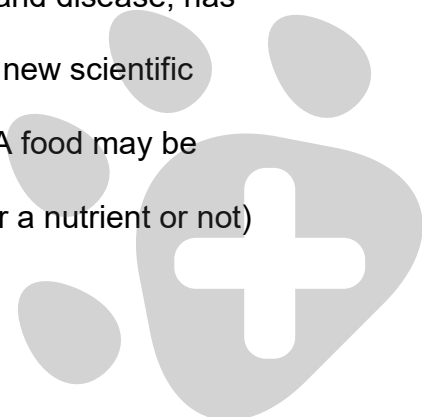 and disease, has
new scientific
A food may be
r a nutrient or not)